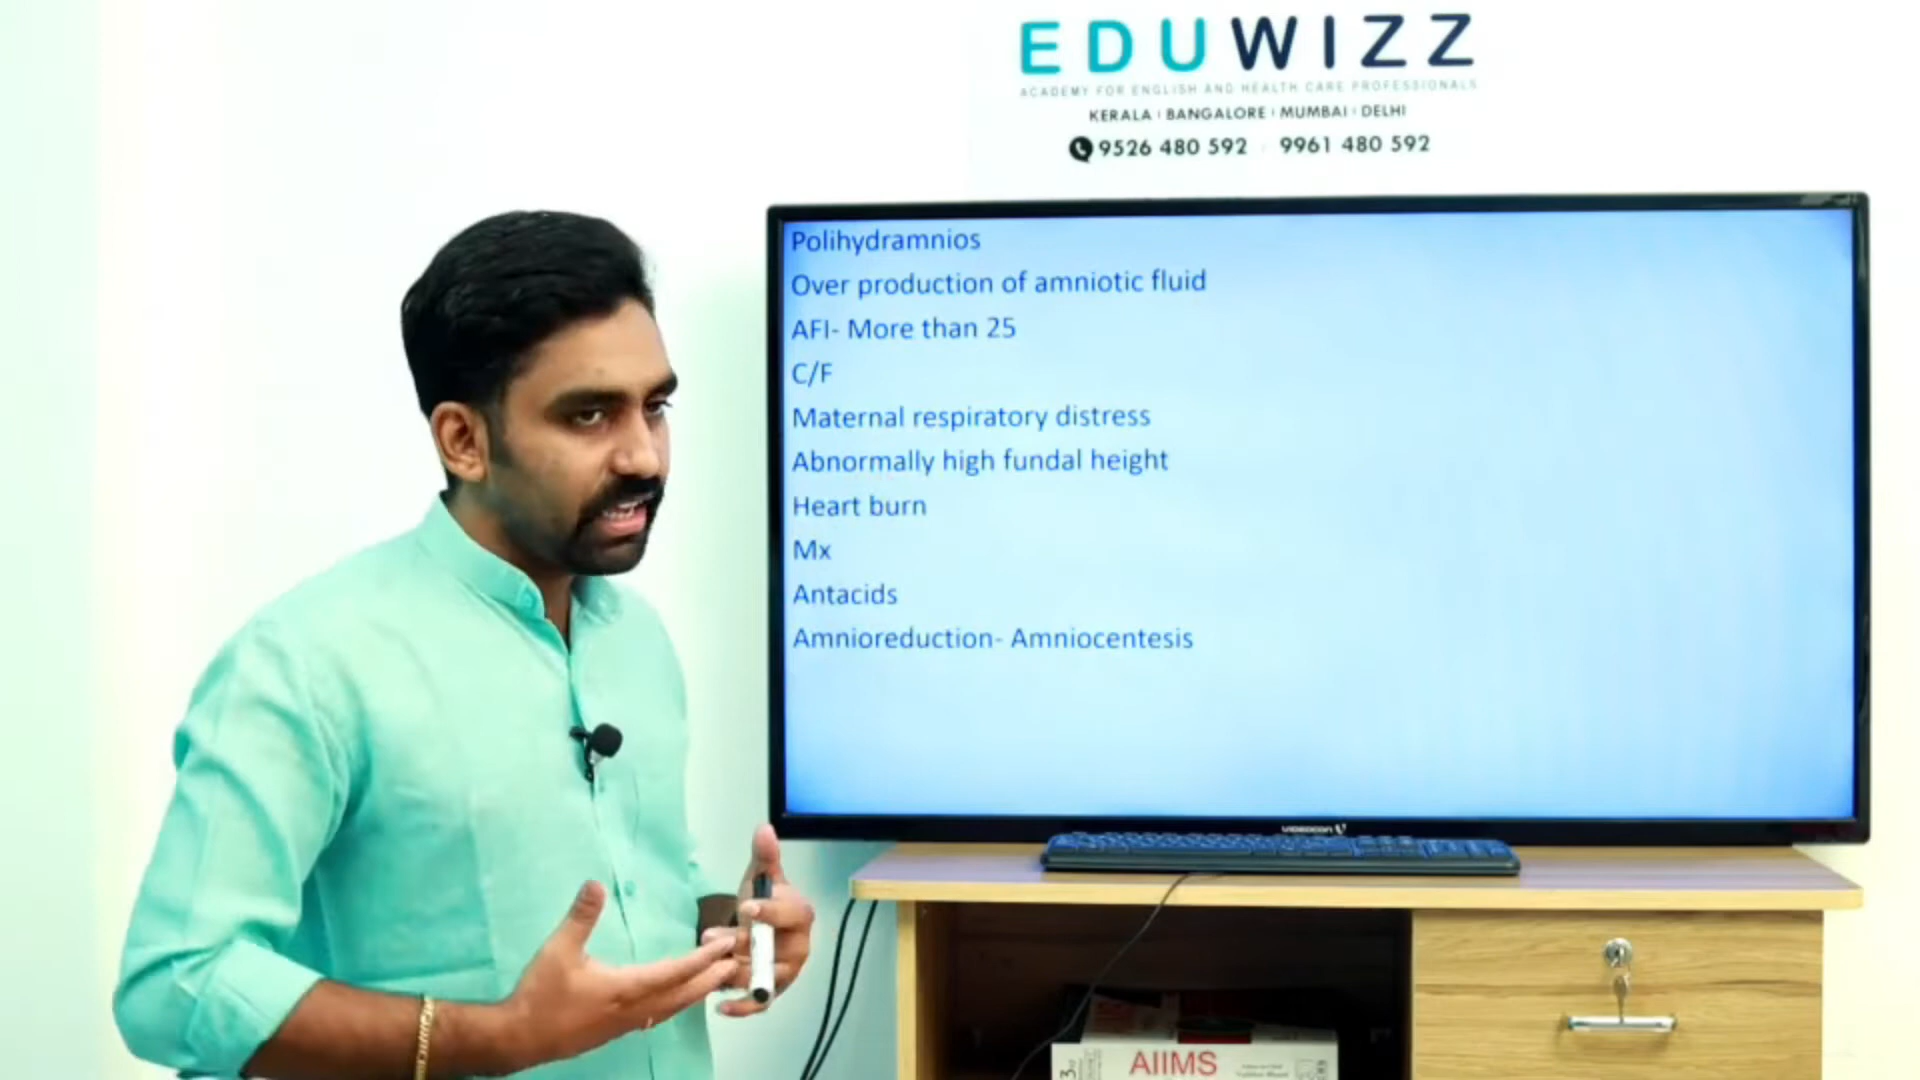 EDUWIZZ
ACADEMY FOR ENGLISH AND HEALTH CARE PROFESSIONALS
KERALA | BANGALORE | MUMBAI | DELHI
9526 480 592 9961 480 592
Polihydramnios
Over production of amniotic fluid
AFI- More than 25
C/F
Maternal respiratory distress
Abnormally high fundal height
Heart burn
Mx
Antacids
Amnioreduction- Amniocentesis
VIDEOCON
AIIMS